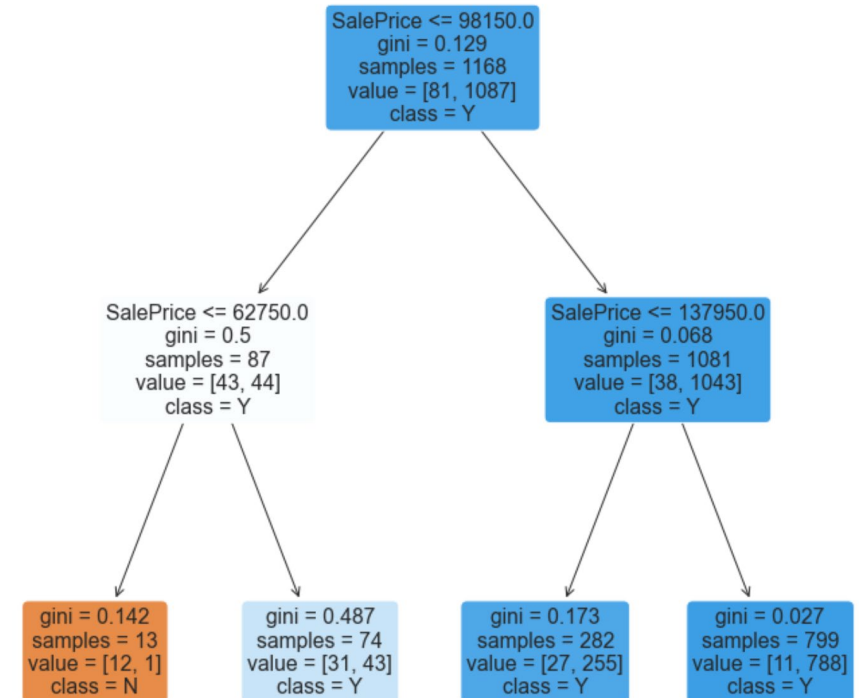 SalePrice <= 98150.0
gini = 0.129
samples = 1168
value = [81, 1087]
class = Y
SalePrice <= 62750.0
gini = 0.5
samples = 87
value = [43, 44]
class = Y
SalePrice <= 137950.0
gini = 0.068
samples = 1081
value = [38, 1043]
class = Y
gini = 0.142
samples = 13
value = [12, 1]
class = N
gini = 0.487
samples = 74
value = [31, 43]
class = Y
gini = 0.173
samples = 282
value = [27, 255]
class = Y
gini = 0.027
samples = 799
value = [11, 788]
class = Y